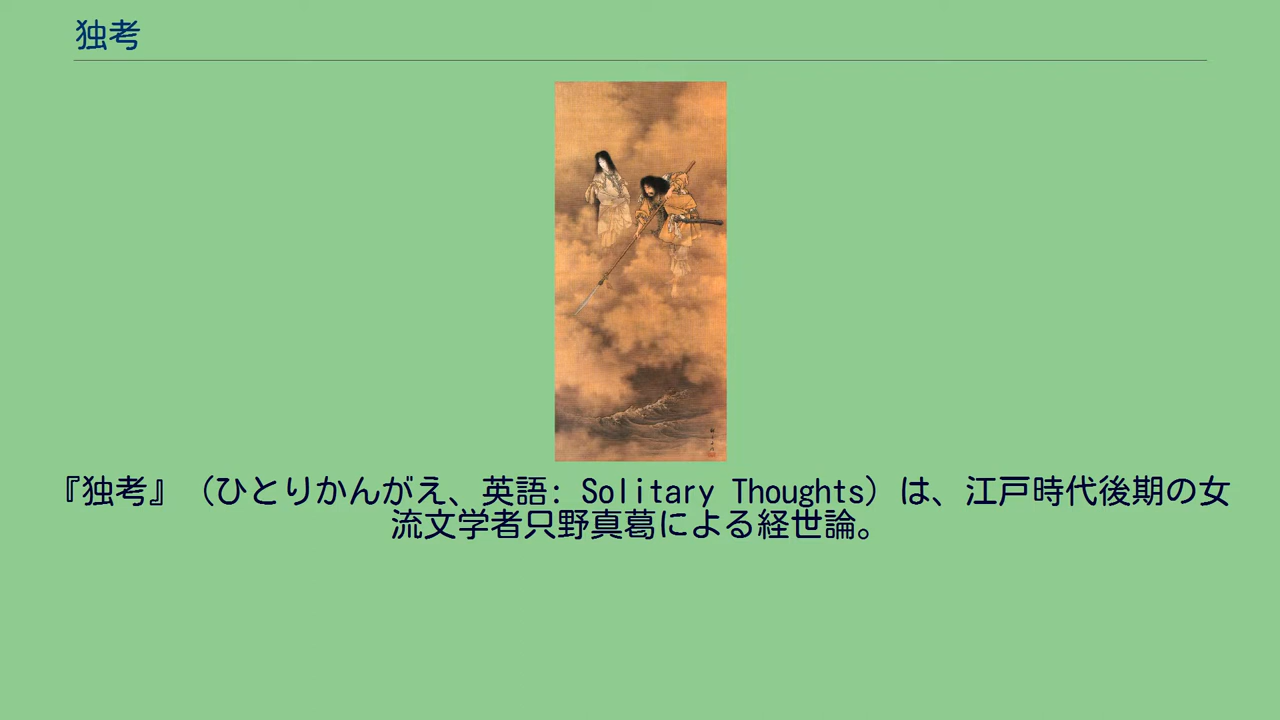 独考
『独考』（ひとりかんがえ、英語: Solitary Thoughts）は、江戸時代後期の女
流文学者只野真葛による経世論。